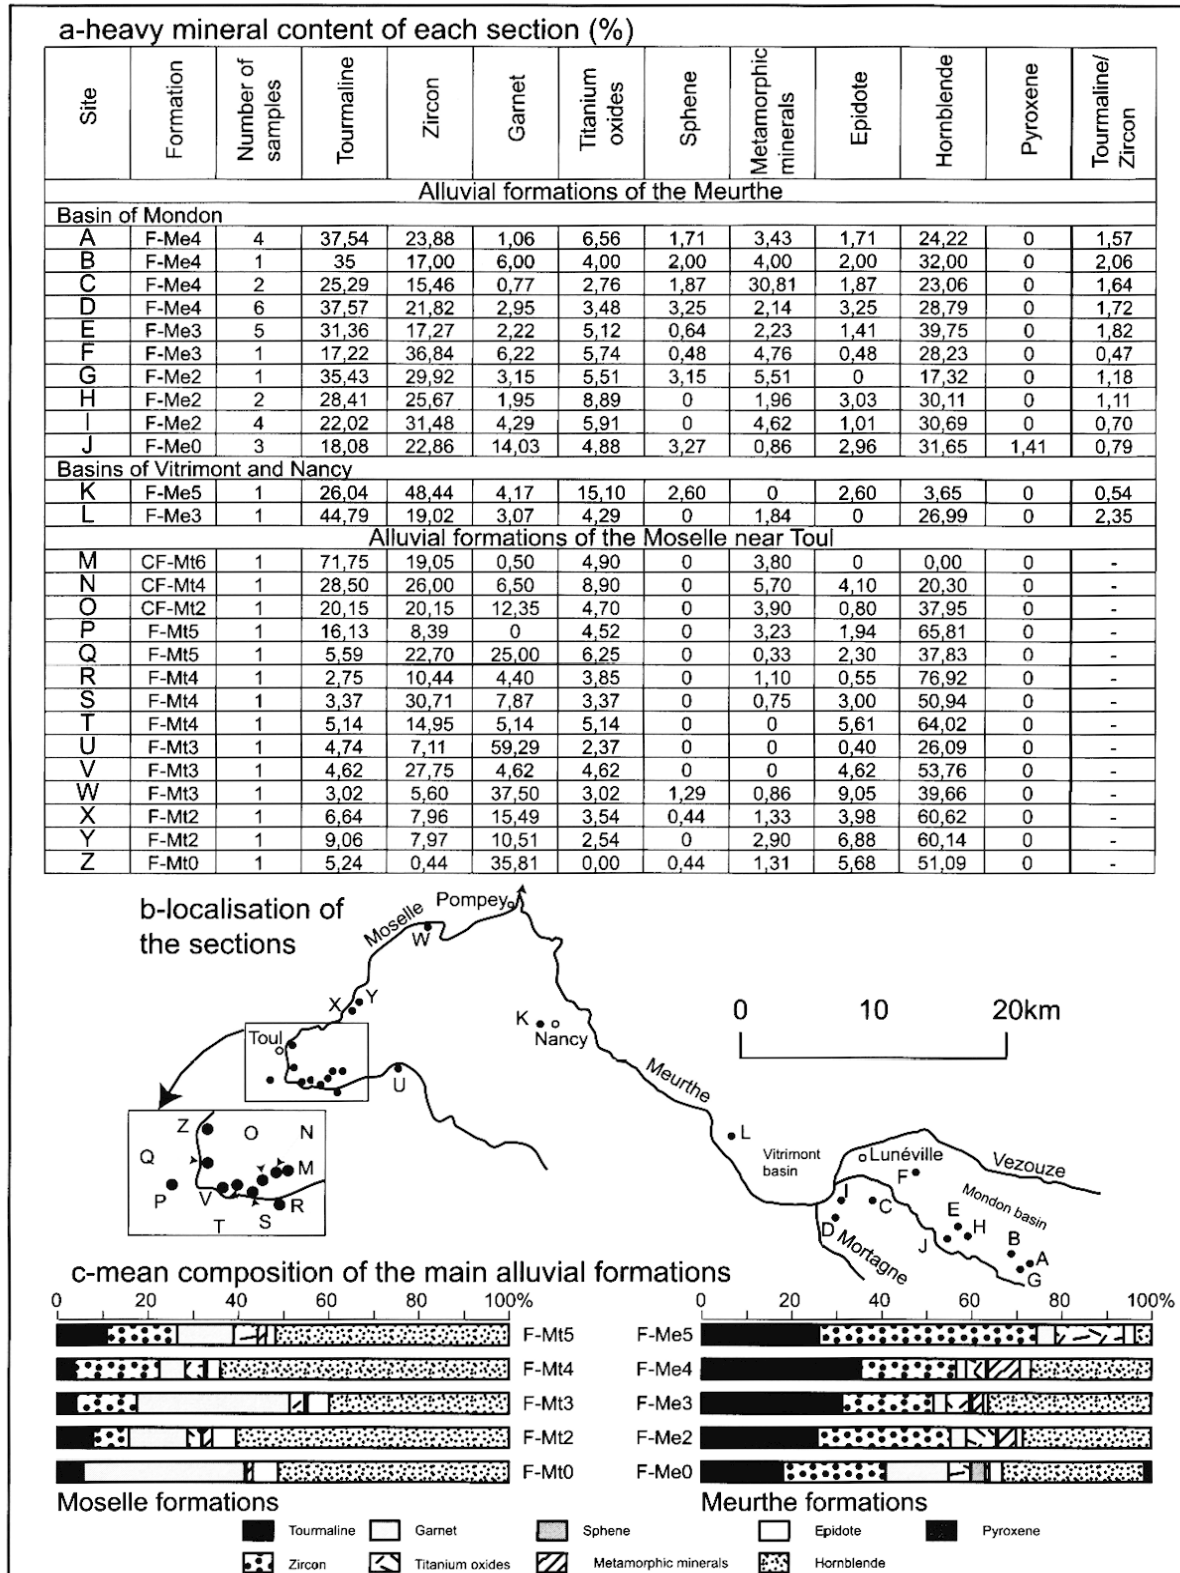 a-heavy mineral content of each section (%)
Site Formation Number of samples Tourmaline Zircon Garnet Titanium oxides Sphene Metamorphic minerals Epidote Hornblende Pyroxene Tourmaline/ Zircon
Alluvial formations of the Meurthe
Basin of Mondon
A F-Me4 4 37,54 23,88 1,06 6,56 1,71 3,43 1,71 24,22 0 1,57
B F-Me4 1 35 17,00 6,00 4,00 2,00 4,00 2,00 32,00 0 2,06
C F-Me4 2 25,29 15,46 0,77 2,76 1,87 30,81 1,87 23,06 0 1,64
D F-Me4 6 37,57 21,82 2,95 3,48 3,25 2,14 3,25 28,79 0 1,72
E F-Me3 5 31,36 17,27 2,22 5,12 0,64 2,23 1,41 39,75 0 1,82
F F-Me3 1 17,22 36,84 6,22 5,74 0,48 4,76 0,48 28,23 0 0,47
G F-Me2 1 35,43 29,92 3,15 5,51 3,15 5,51 0 17,32 0 1,18
H F-Me2 2 28,41 25,67 1,95 8,89 0 1,96 3,03 30,11 0 1,11
I F-Me2 4 22,02 31,48 4,29 5,91 0 4,62 1,01 30,69 0 0,70
J F-Me0 3 18,08 22,86 14,03 4,88 3,27 0,86 2,96 31,65 1,41 0,79
Basins of Vitrimont and Nancy
K F-Me5 1 26,04 48,44 4,17 15,10 2,60 0 2,60 3,65 0 0,54
L F-Me3 1 44,79 19,02 3,07 4,29 0 1,84 0 26,99 0 2,35
Alluvial formations of the Moselle near Toul
M CF-Mt6 1 71,75 19,05 0,50 4,90 0 3,80 0 0,00 0 -
N CF-Mt4 1 28,50 26,00 6,50 8,90 0 5,70 4,10 20,30 0 -
O CF-Mt2 1 20,15 20,15 12,35 4,70 0 3,90 0,80 37,95 0 -
P F-Mt5 1 16,13 8,39 0 4,52 0 3,23 1,94 65,81 0 -
Q F-Mt5 1 5,59 22,70 25,00 6,25 0 0,33 2,30 37,83 0 -
R F-Mt4 1 2,75 10,44 4,40 3,85 0 1,10 0,55 76,92 0 -
S F-Mt4 1 3,37 30,71 7,87 3,37 0 0,75 3,00 50,94 0 -
T F-Mt4 1 5,14 14,95 5,14 5,14 0 0 5,61 64,02 0 -
U F-Mt3 1 4,74 7,11 59,29 2,37 0 0 0,40 26,09 0 -
V F-Mt3 1 4,62 27,75 4,62 4,62 0 0 4,62 53,76 0 -
W F-Mt3 1 3,02 5,60 37,50 3,02 1,29 0,86 9,05 39,66 0 -
X F-Mt2 1 6,64 7,96 15,49 3,54 0,44 1,33 3,98 60,62 0 -
Y F-Mt2 1 9,06 7,97 10,51 2,54 0 2,90 6,88 60,14 0 -
Z F-Mt0 1 5,24 0,44 35,81 0,00 0,44 1,31 5,68 51,09 0 -
b-localisation of
the sections
Pompey
Moselle
W
X Y
0 10 20km
K
Nancy
Toul
Meurthe
U
L
Vitrimont
basin
Lunéville
Vezouze
F
Z O N
Q M
P V R
T S
I C
D
Mondon basin
E H
J B
A
G
Mortagne
c-mean composition of the main alluvial formations
0 20 40 60 80 100%
0 20 40 60 80 100%
F-Mt5 F-Me5
F-Mt4 F-Me4
F-Mt3 F-Me3
F-Mt2 F-Me2
F-Mt0 F-Me0
Moselle formations Meurthe formations
Tourmaline Garnet Sphene Epidote Pyroxene
Zircon Titanium oxides Metamorphic minerals Hornblende